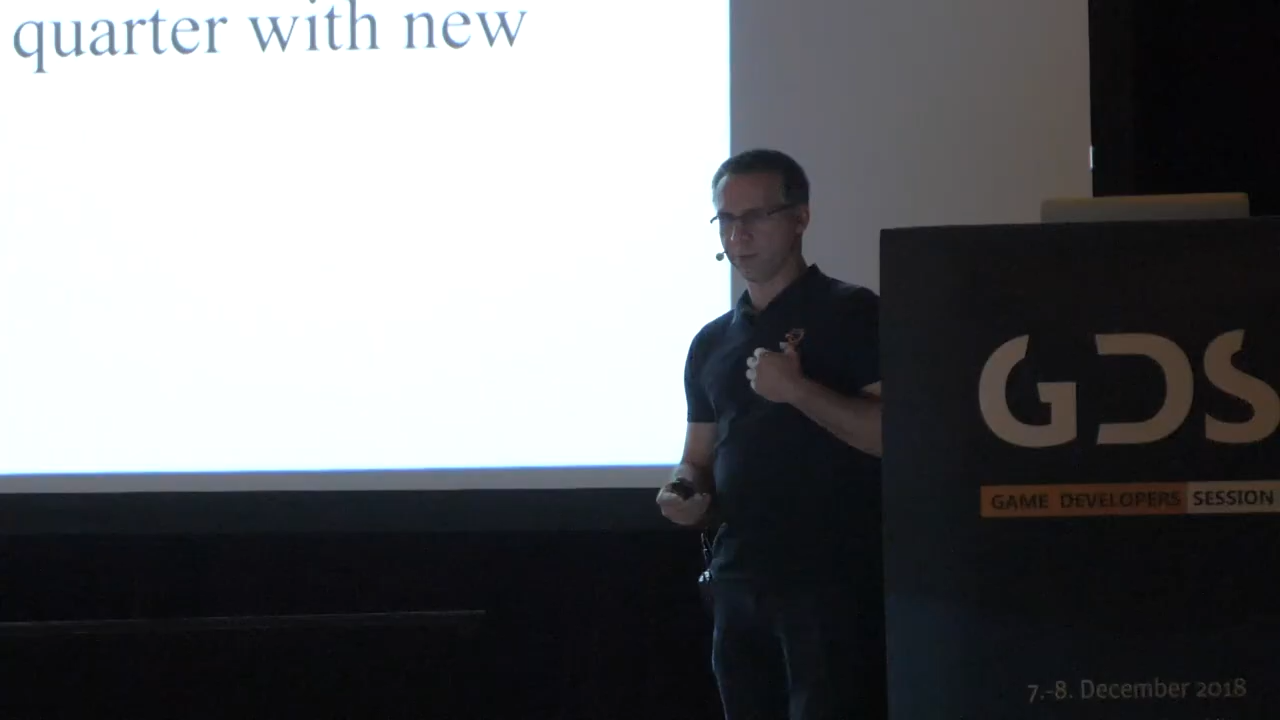 quarter with new
GDS
GAME DEVELOPERS SESSION
7.-8. December 2018